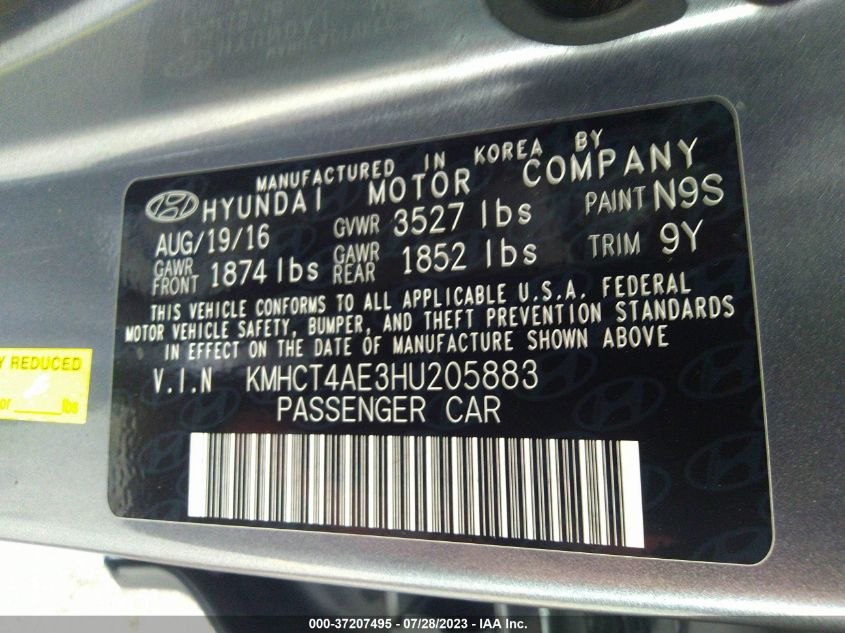 MANUFACTURED IN KOREA BY
HYUNDAI MOTOR COMPANY
AUG/19/16 GVWR 3527 lbs PAINT N9S
GAWR FRONT 1874 lbs GAWR REAR 1852 lbs TRIM 9Y
THIS VEHICLE CONFORMS TO ALL APPLICABLE U.S.A. FEDERAL
MOTOR VEHICLE SAFETY, BUMPER, AND THEFT PREVENTION STANDARDS
IN EFFECT ON THE DATE OF MANUFACTURE SHOWN ABOVE
V.I.N KMHCT4AE3HU205883
PASSENGER CAR
REDUCED
or lbs
000-37207495 - 07/28/2023 - IAA Inc.